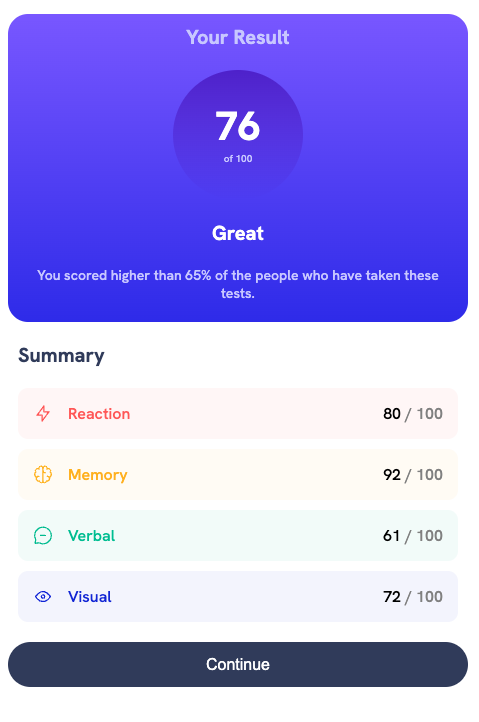 Your Result
76
of 100
Great
You scored higher than 65% of the people who have taken these
tests.
Summary
Reaction 80 / 100
Memory 92 / 100
Verbal 61 / 100
Visual 72 / 100
Continue